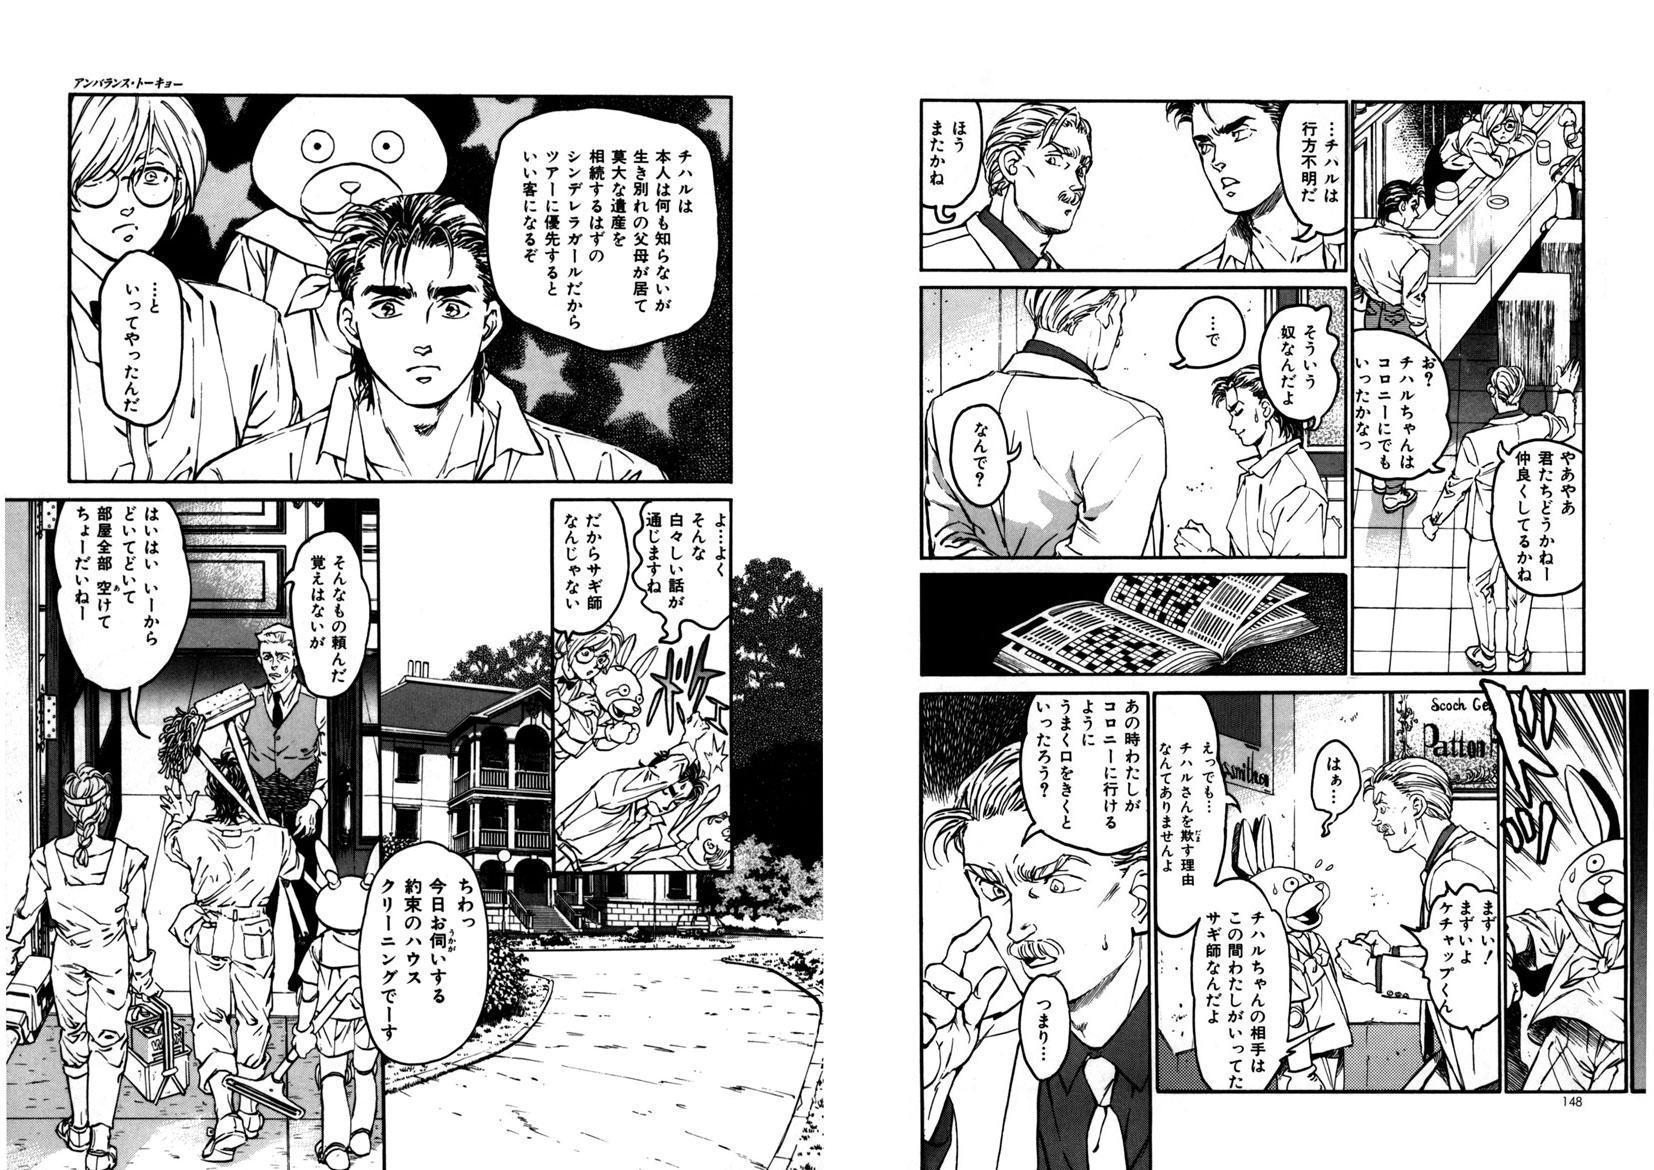 やあやあ
君たちどうかねー
仲良くしてるかね
お?
チハルちゃんは
コロニーにでも
いったかなっ
…チハルは
行方不明だ
ほう
またかね
そういう
奴なんだよ
…で
なんで?
ズズッ
まずい!
まずいよ
ケチャップくん
Scoch Ge
Patton
ssmithson
はぁ…
チハルちゃんの相手は
この間わたしがいってた
サギ師なんだよ
えっでも…
チハルさんを欺す理由
だま
なんてありませんよ
あの時わたしが
コロニーに行ける
ように
うまく口をきくと
いったろう?
つまり…
148
アンバランス・トーキョー
チハルは
本人は何も知らないが
生き別れの父母が居て
莫大な遺産を
相続するはずの
シンデレラガールだから
ツアーに優先すると
いい客になるぞ
…と
いってやったんだ
よ…よく
そんな
白々しい話が
通じますね
だからサギ師
なんじゃない
ボケェ
ちわっ
今日お伺いする
うかが
約束のハウス
クリーニングでーす
そんなもの頼んだ
覚えはないが
はいはい いーから
どいてどいて
部屋全部 空けて
あ
ちょーだいねー